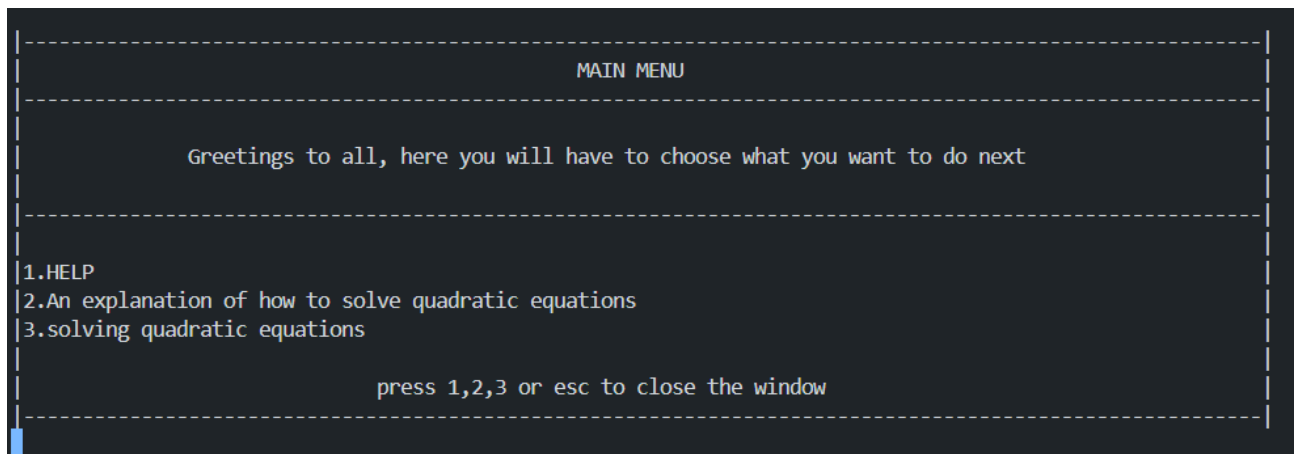 MAIN MENU
Greetings to all, here you will have to choose what you want to do next
1.HELP
2.An explanation of how to solve quadratic equations
3.solving quadratic equations
press 1,2,3 or esc to close the window